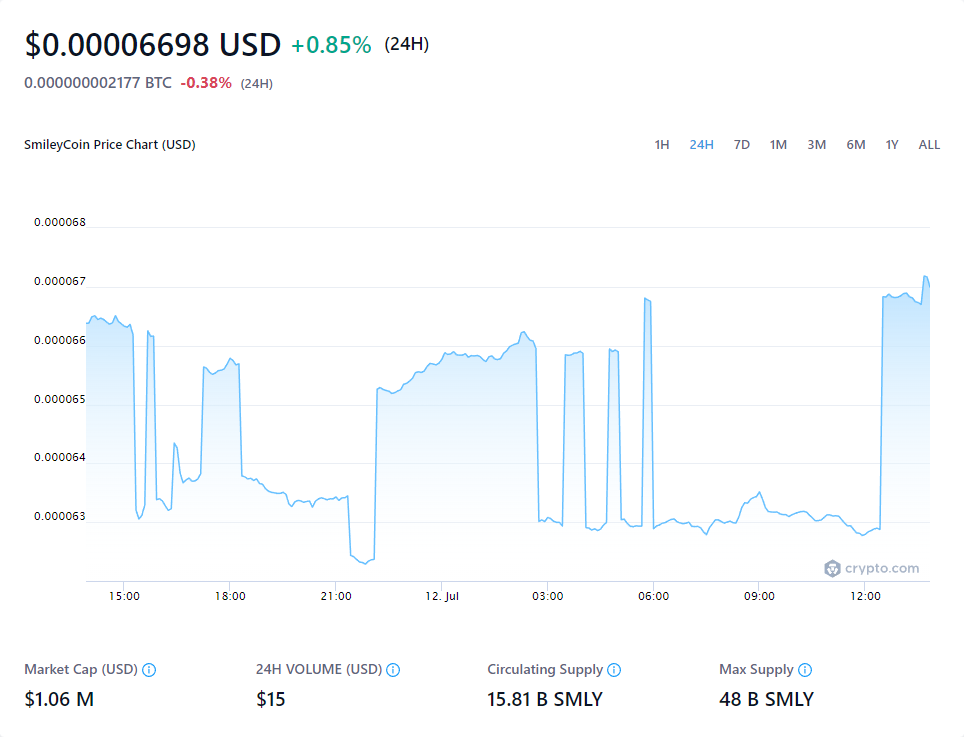 $0.00006698 USD +0.85% (24H)
0.000000002177 BTC -0.38% (24H)
SmileyCoin Price Chart (USD) 1H 24H 7D 1M 3M 6M 1Y ALL
0.000068
0.000067
0.000066
0.000065
0.000064
0.000063
crypto.com
15:00 18:00 21:00 12. Jul 03:00 06:00 09:00 12:00
Market Cap (USD) 24H VOLUME (USD) Circulating Supply Max Supply
$1.06 M $15 15.81 B SMLY 48 B SMLY